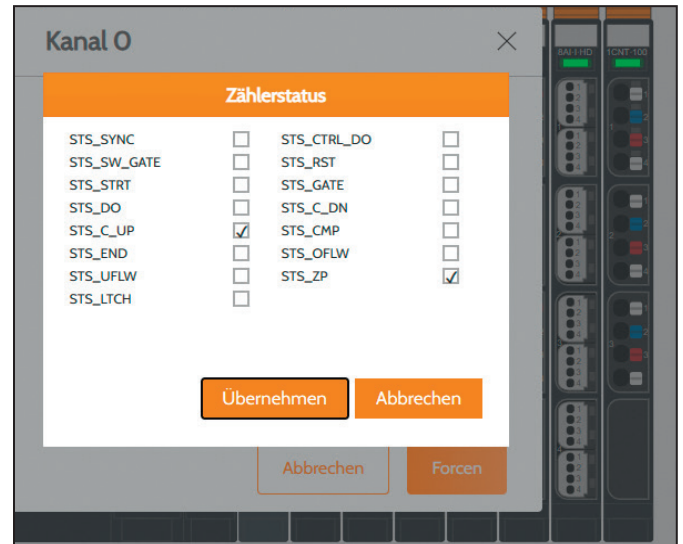 Kanal 0
8AI-I-HD 1CNT-100
Zählerstatus
STS_SYNC STS_CTRL_DO
STS_SW_GATE STS_RST
STS_STRT STS_GATE
STS_DO STS_C_DN
STS_C_UP STS_CMP
STS_END STS_OFLW
STS_UFLW STS_ZP
STS_LTCH
Übernehmen Abbrechen
Abbrechen Forcen